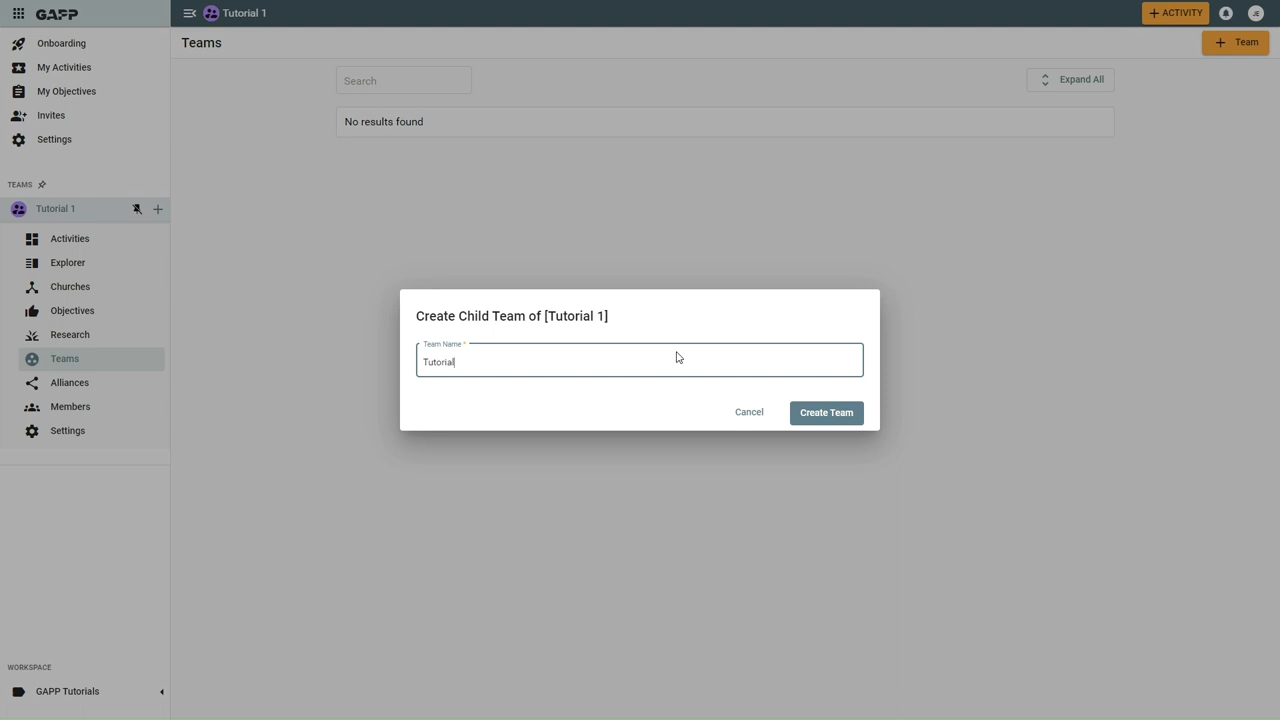 GAPP
Tutorial 1
+ ACTIVITY
JE
Onboarding
My Activities
My Objectives
Invites
Settings
TEAMS
Tutorial 1
Activities
Explorer
Churches
Objectives
Research
Teams
Alliances
Members
Settings
WORKSPACE
GAPP Tutorials
Teams
+ Team
Search
Expand All
No results found
Create Child Team of [Tutorial 1]
Team Name *
Tutorial
Cancel
Create Team